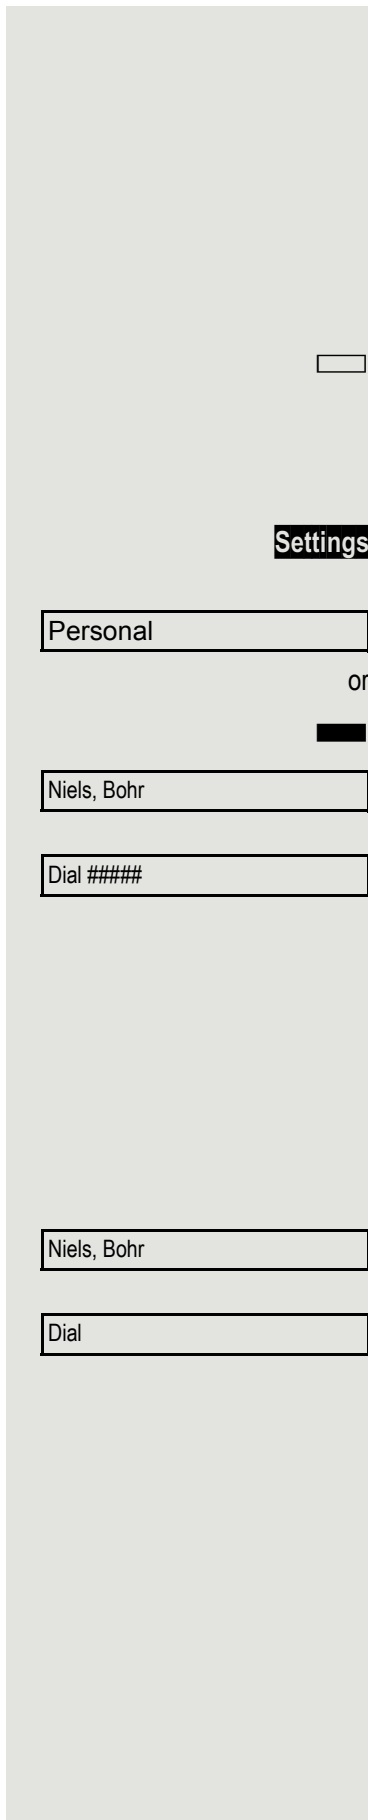 Settings
Personal
or
Niels, Bohr
Dial #####
Niels, Bohr
Dial